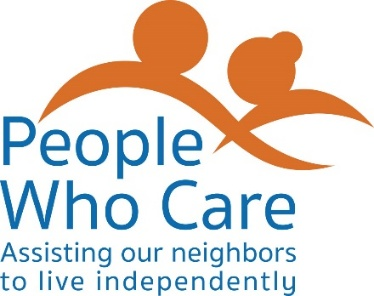 People
Who Care
Assisting our neighbors
to live independently